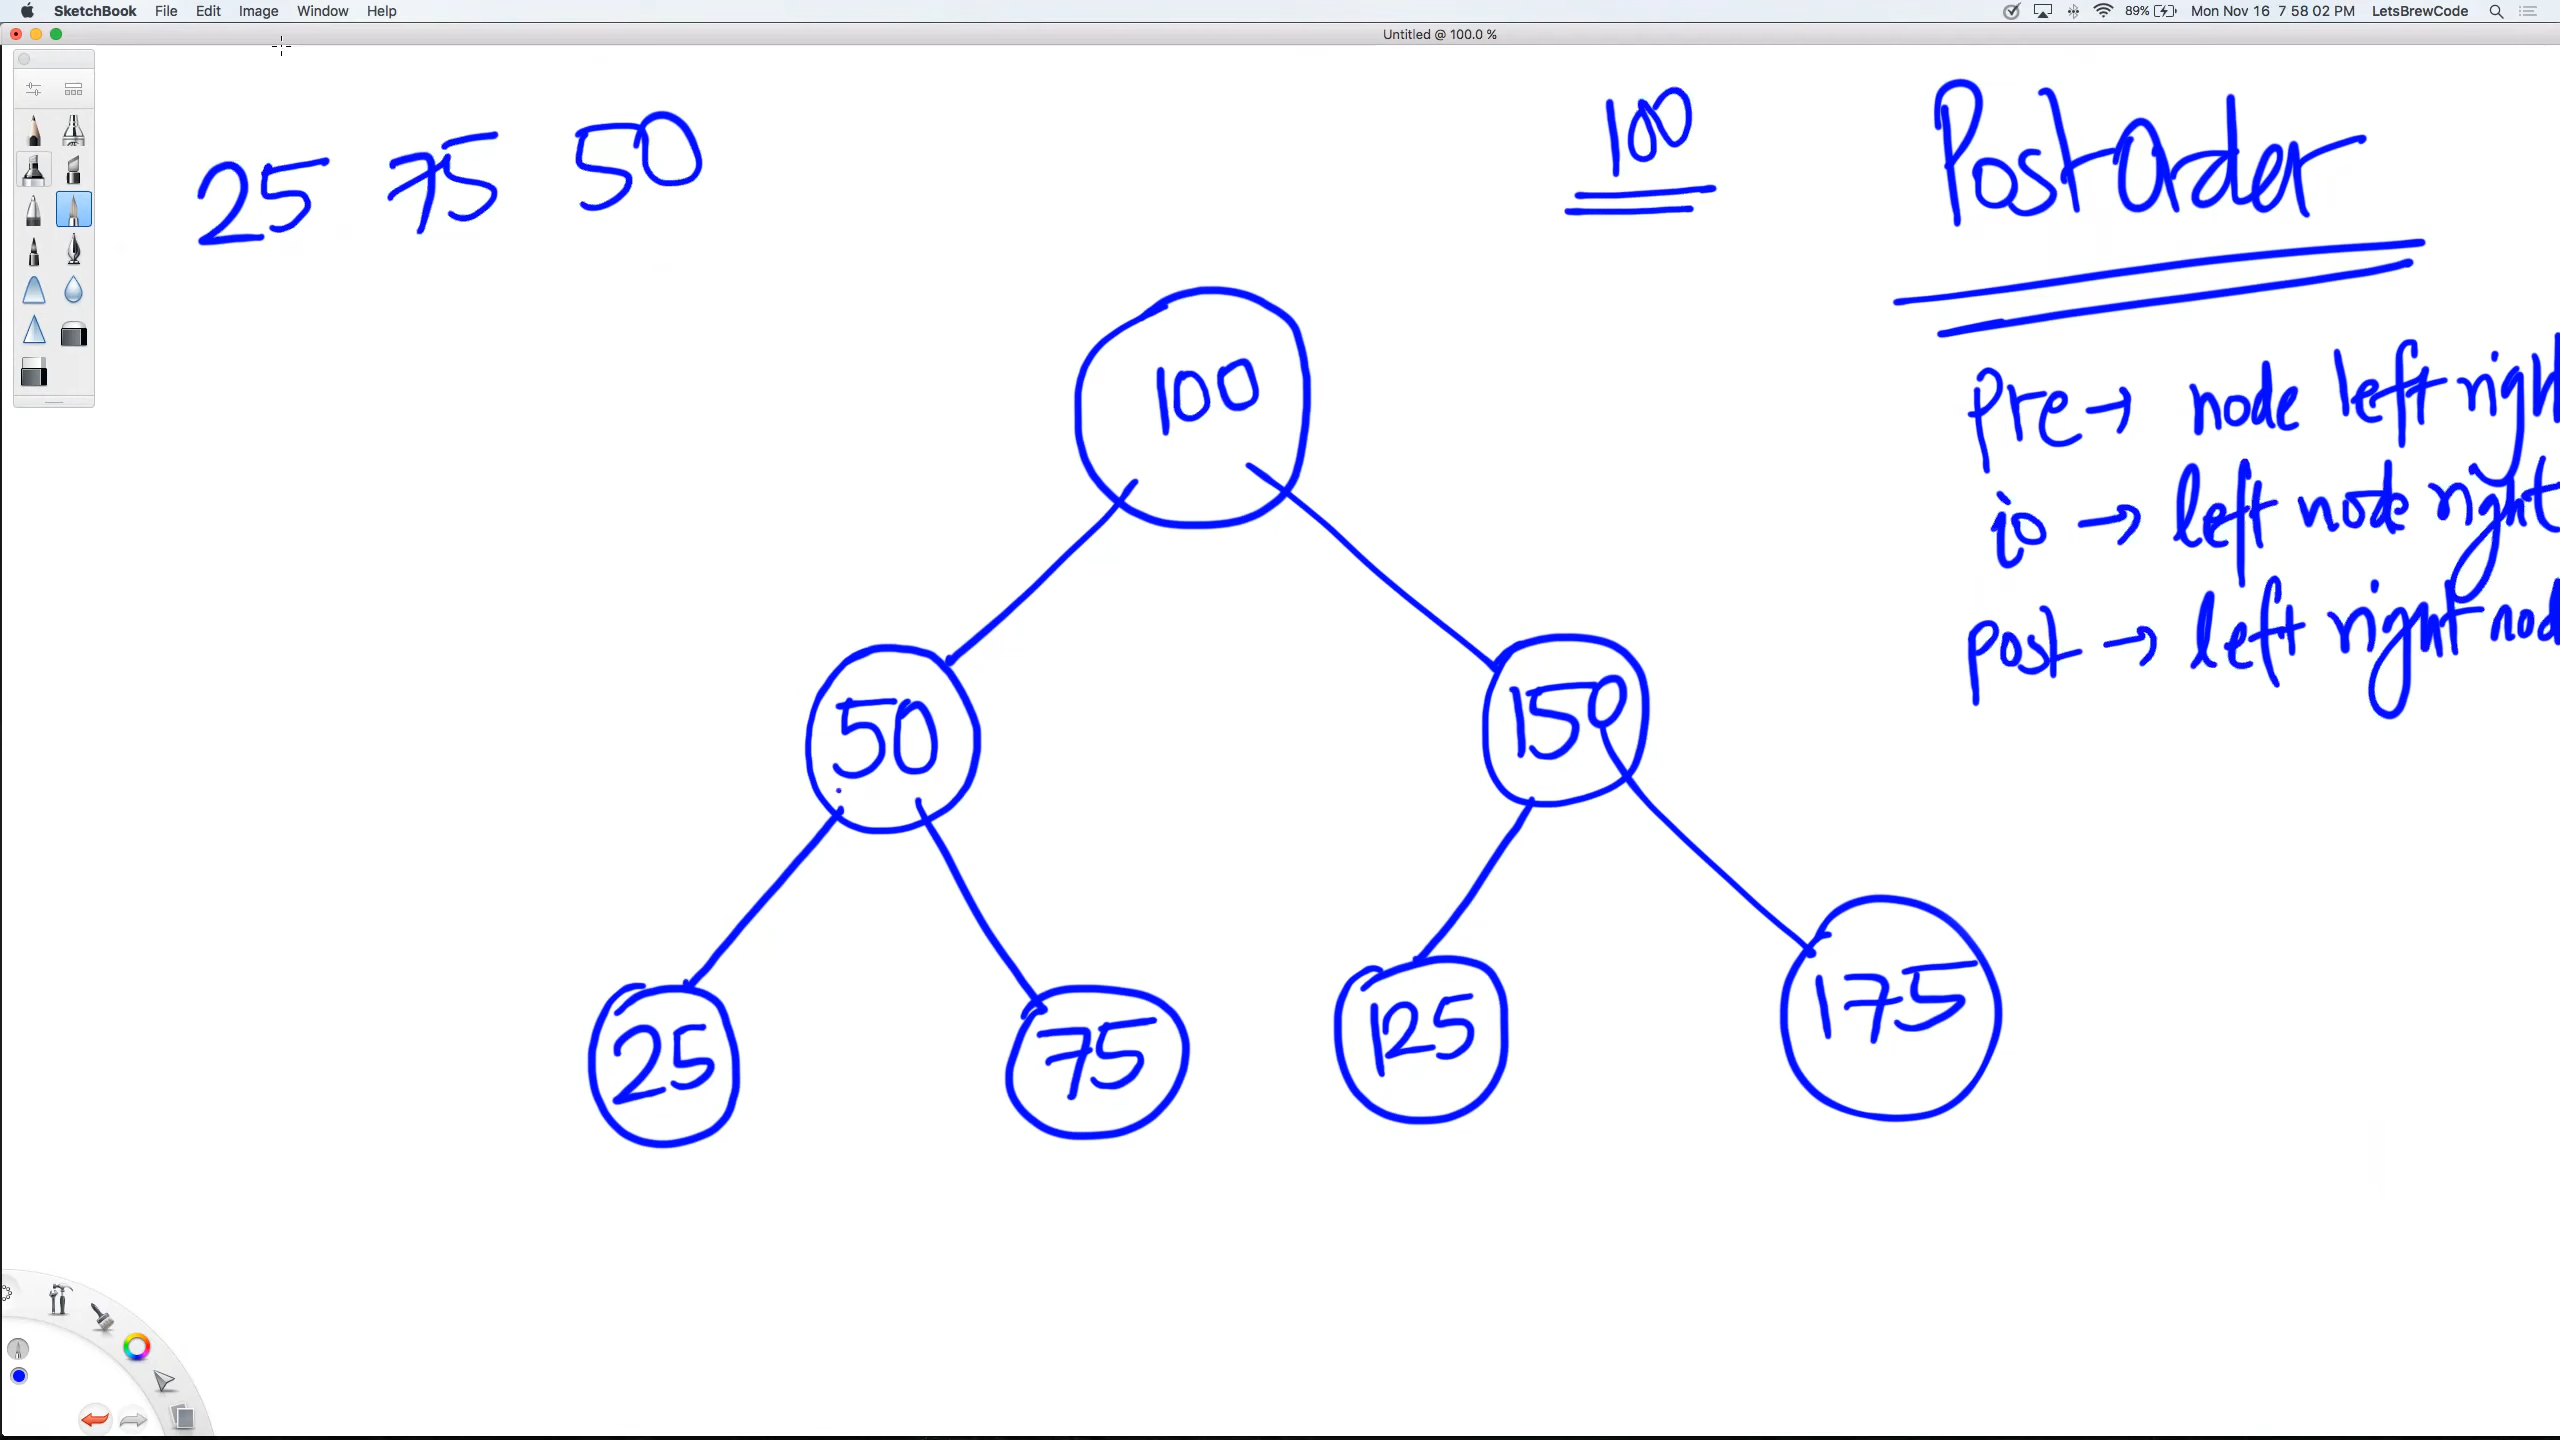 SketchBook File Edit Image Window Help 89% Mon Nov 16 7 58 02 PM LetsBrewCode
Untitled @ 100.0 %
25 75 50
100
PostOrder
pre → node left righ
io → left node right
post → left right nod
100
50
150
25
75
125
175